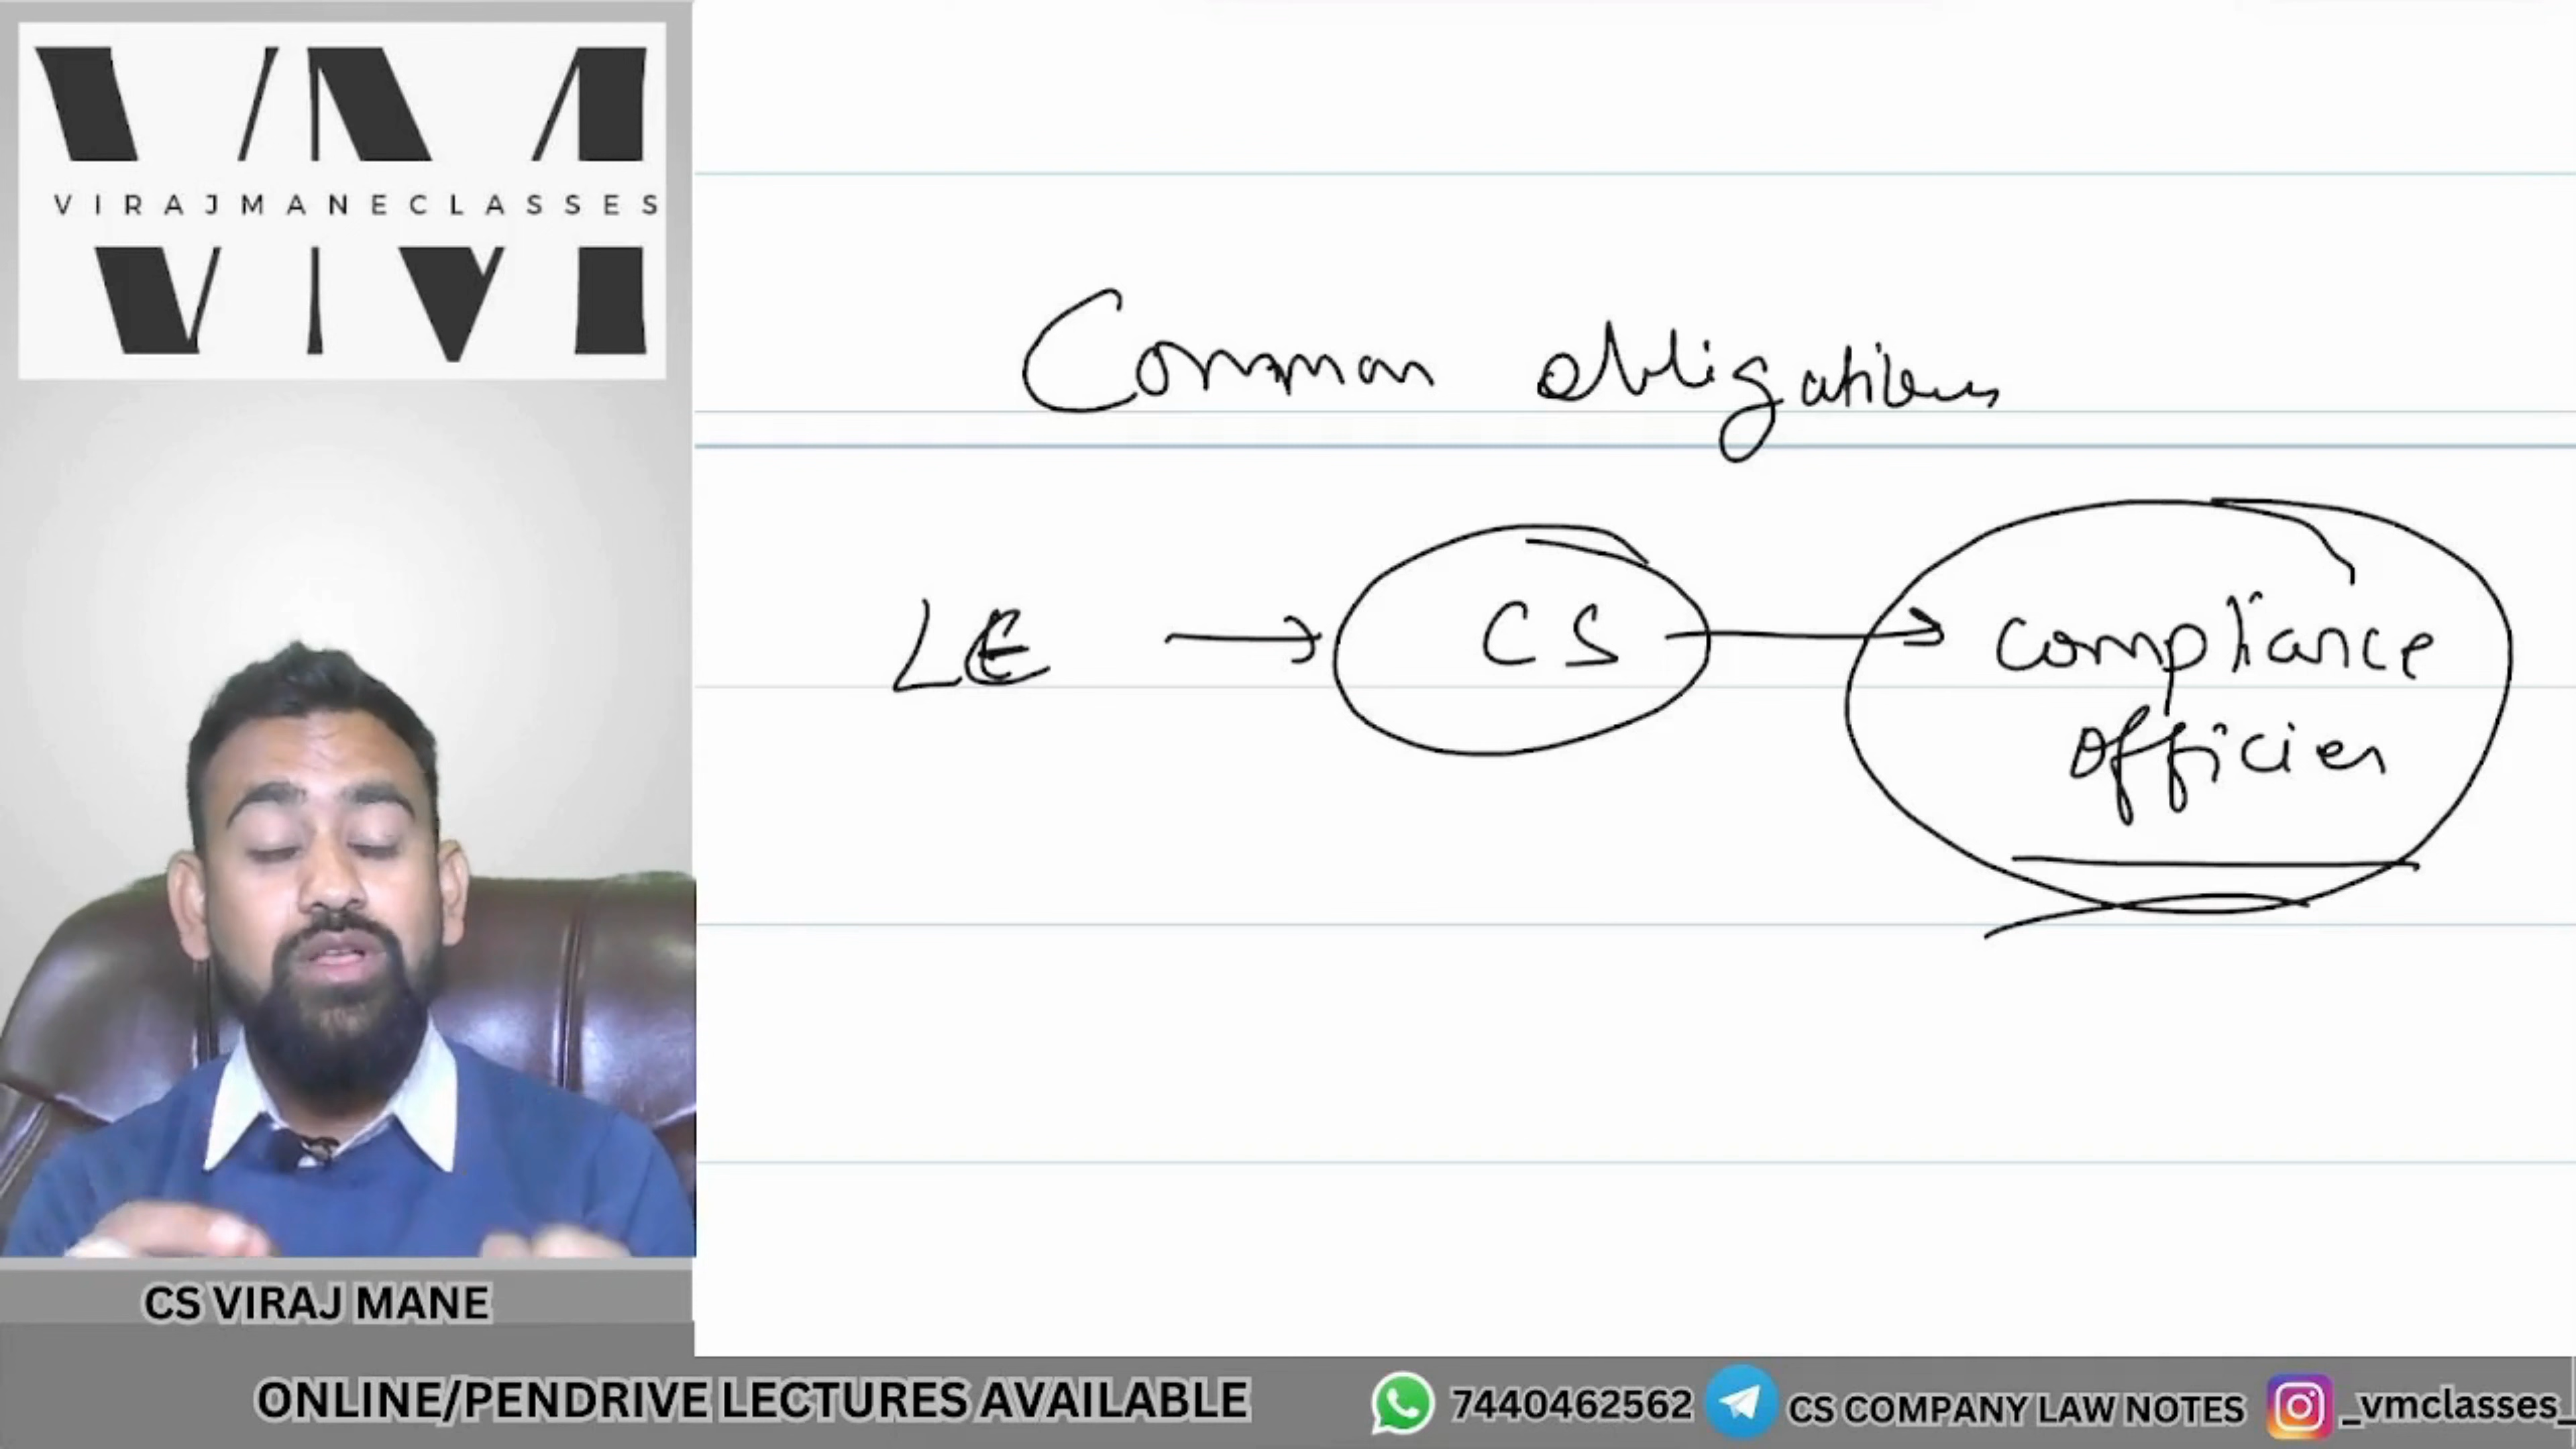 VIRAJMANECLASSES
Common obligations
LE → CS → compliance
officier
CS VIRAJ MANE
ONLINE/PENDRIVE LECTURES AVAILABLE
7440462562
CS COMPANY LAW NOTES
_vmclasses_